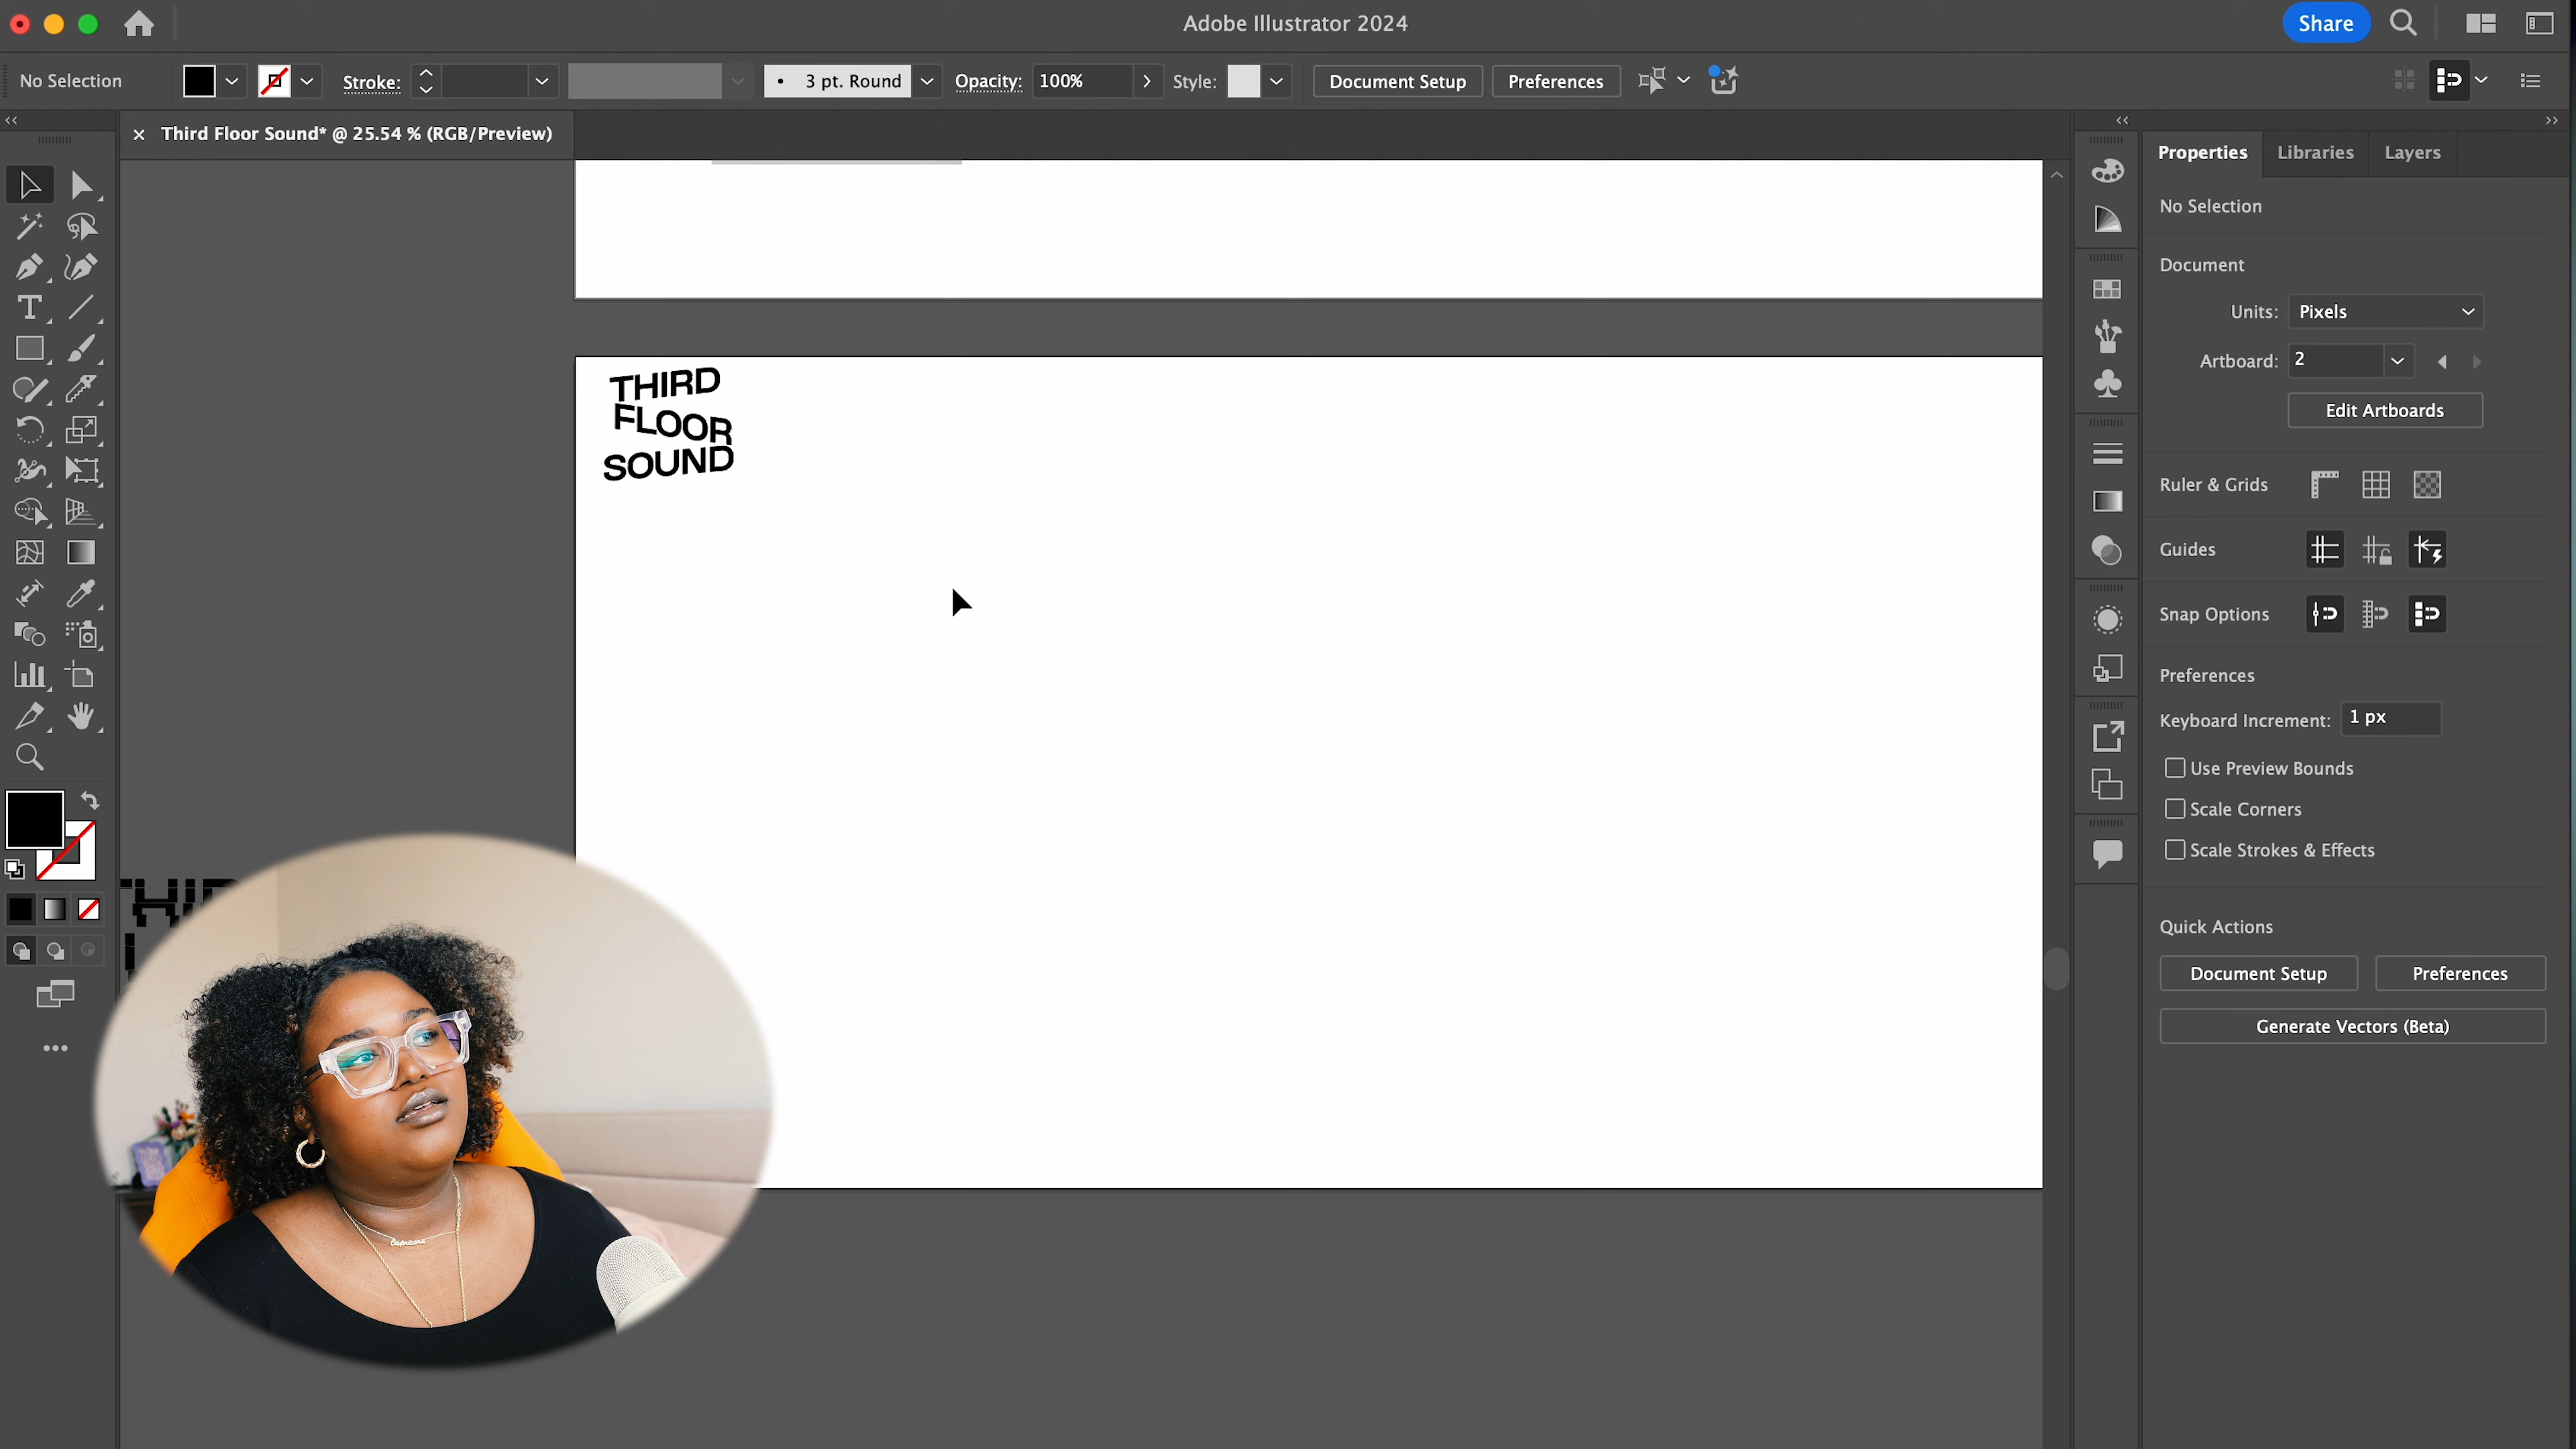 Adobe Illustrator 2024
Share
No Selection
Stroke:
3 pt. Round
Opacity:
100%
Style:
Document Setup
Preferences
× Third Floor Sound* @ 25.54 % (RGB/Preview)
THIRD
FLOOR
SOUND
Capricorn
Properties
Libraries
Layers
No Selection
Document
Units:
Pixels
Artboard:
2
Edit Artboards
Ruler & Grids
Guides
Snap Options
Preferences
Keyboard Increment:
1 px
Use Preview Bounds
Scale Corners
Scale Strokes & Effects
Quick Actions
Document Setup
Preferences
Generate Vectors (Beta)